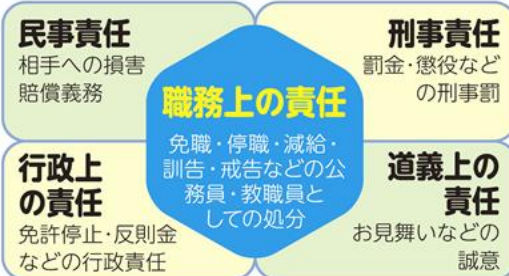 民事責任
相手への損害
賠償義務
刑事責任
罰金・懲役など
の刑事罰
職務上の責任
免職・停職・減給・
訓告・戒告などの公
務員・教職員と
しての処分
行政上
の責任
免許停止・反則金
などの行政責任
道義上の
責任
お見舞いなどの
誠意